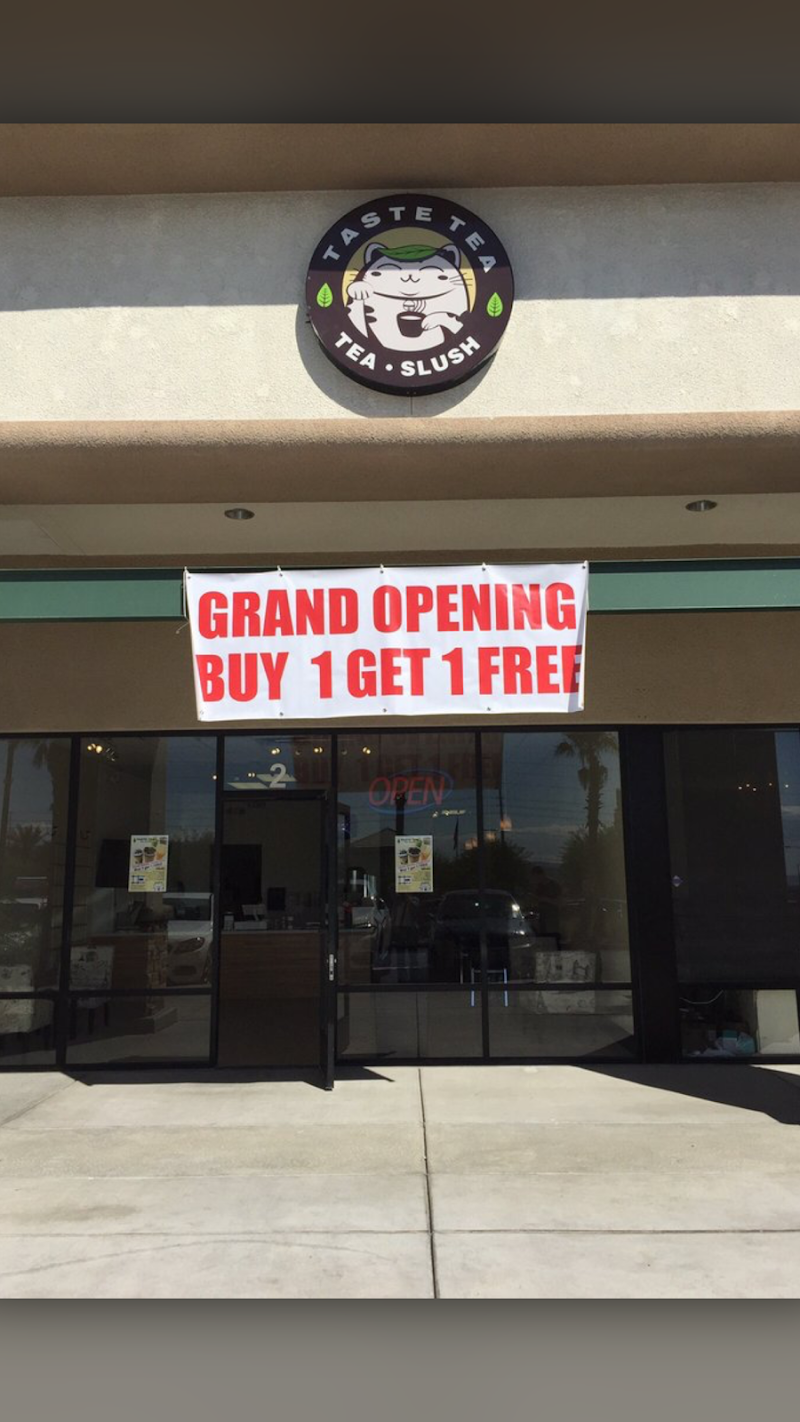 TASTE TEA
TEA • SLUSH
GRAND OPENING
BUY 1 GET 1 FREE
2
OPEN